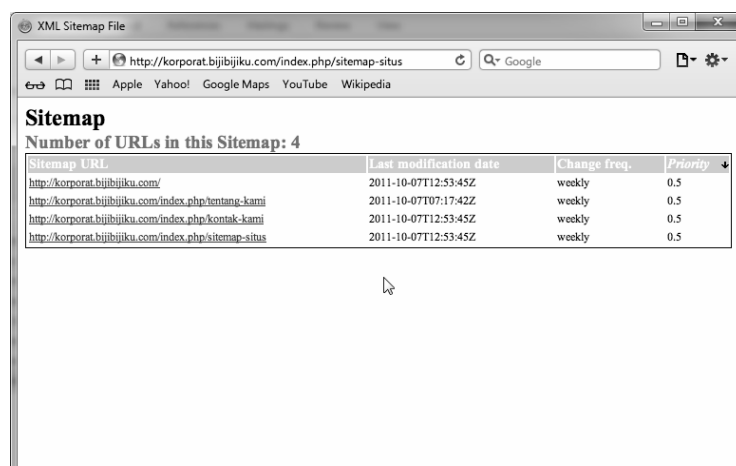 XML Sitemap File
http://korporat.bijibijiku.com/index.php/sitemap-situs
Google
Apple Yahoo! Google Maps YouTube Wikipedia
Sitemap
Number of URLs in this Sitemap: 4
Sitemap URL Last modification date Change freq. Priority
http://korporat.bijibijiku.com/ 2011-10-07T12:53:45Z weekly 0.5
http://korporat.bijibijiku.com/index.php/tentang-kami 2011-10-07T07:17:42Z weekly 0.5
http://korporat.bijibijiku.com/index.php/kontak-kami 2011-10-07T12:53:45Z weekly 0.5
http://korporat.bijibijiku.com/index.php/sitemap-situs 2011-10-07T12:53:45Z weekly 0.5